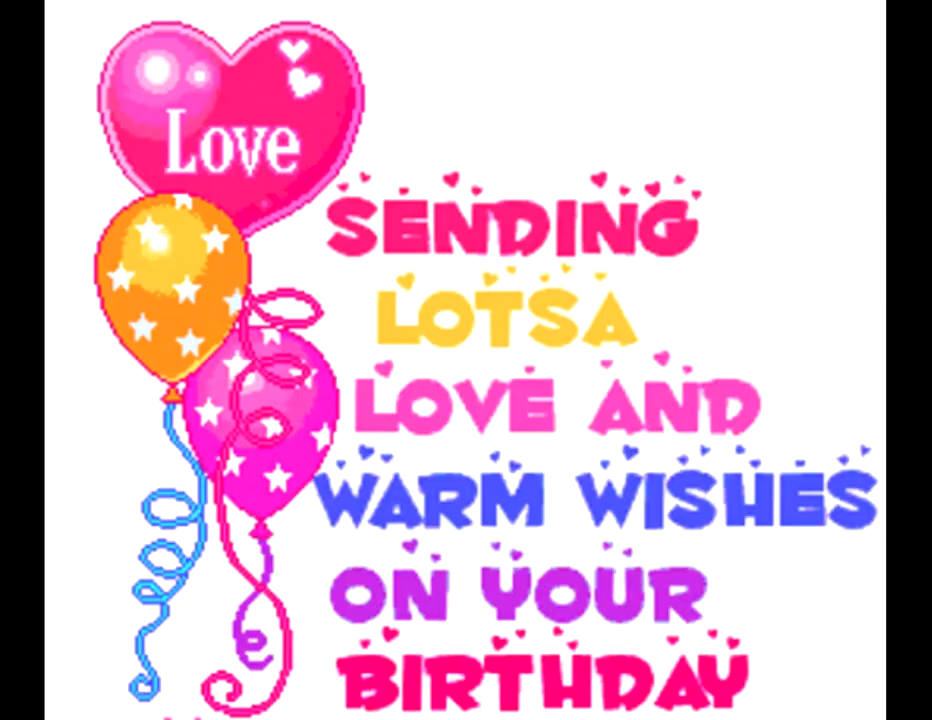 Love
SENDING
LOTSA
LOVE AND
WARM WISHES
ON YOUR
BIRTHDAY